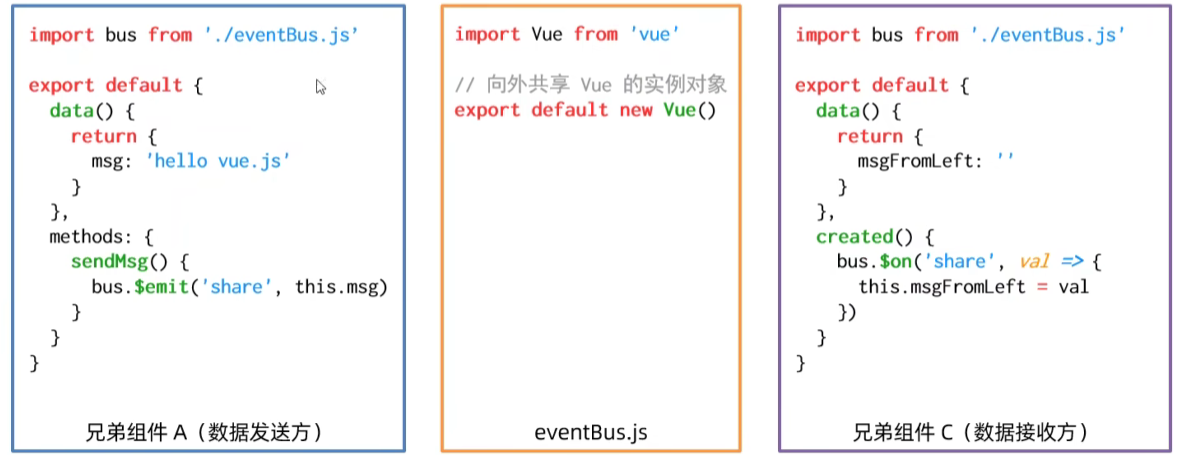 import bus from './eventBus.js'
export default {
data() {
return {
msg: 'hello vue.js'
}
},
methods: {
sendMsg() {
bus.$emit('share', this.msg)
}
}
}
兄弟组件 A（数据发送方）
import Vue from 'vue'
// 向外共享 Vue 的实例对象
export default new Vue()
eventBus.js
import bus from './eventBus.js'
export default {
data() {
return {
msgFromLeft: ''
}
},
created() {
bus.$on('share', val => {
this.msgFromLeft = val
})
}
}
兄弟组件 C（数据接收方）